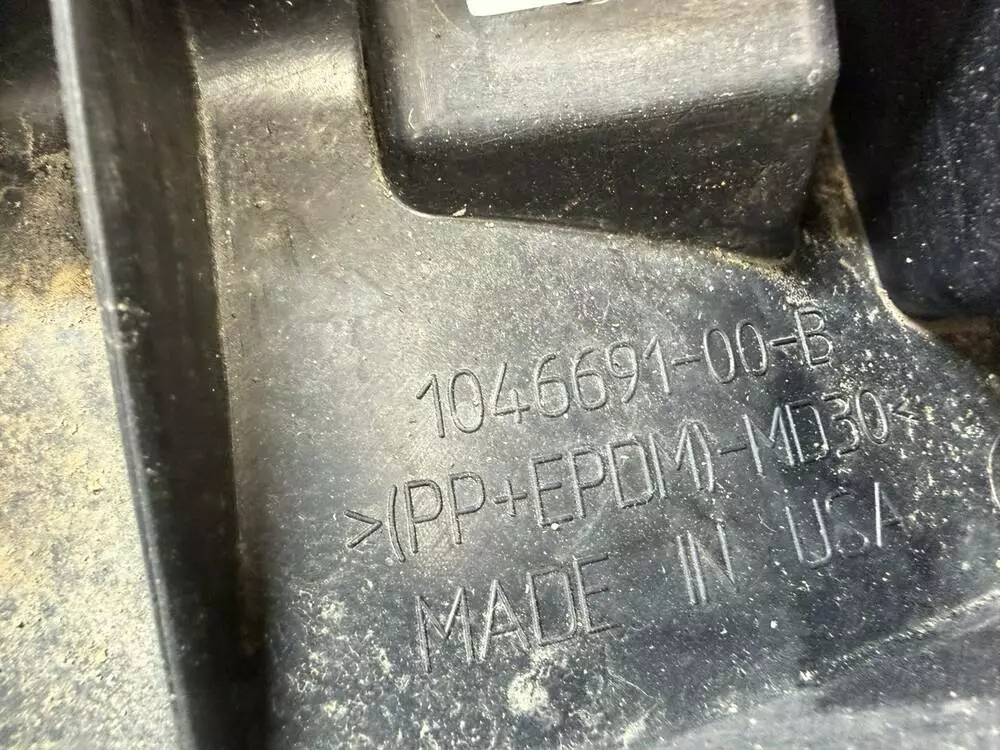 1046691-00-B
>(PP+EPDM)-MD30<
MADE IN USA